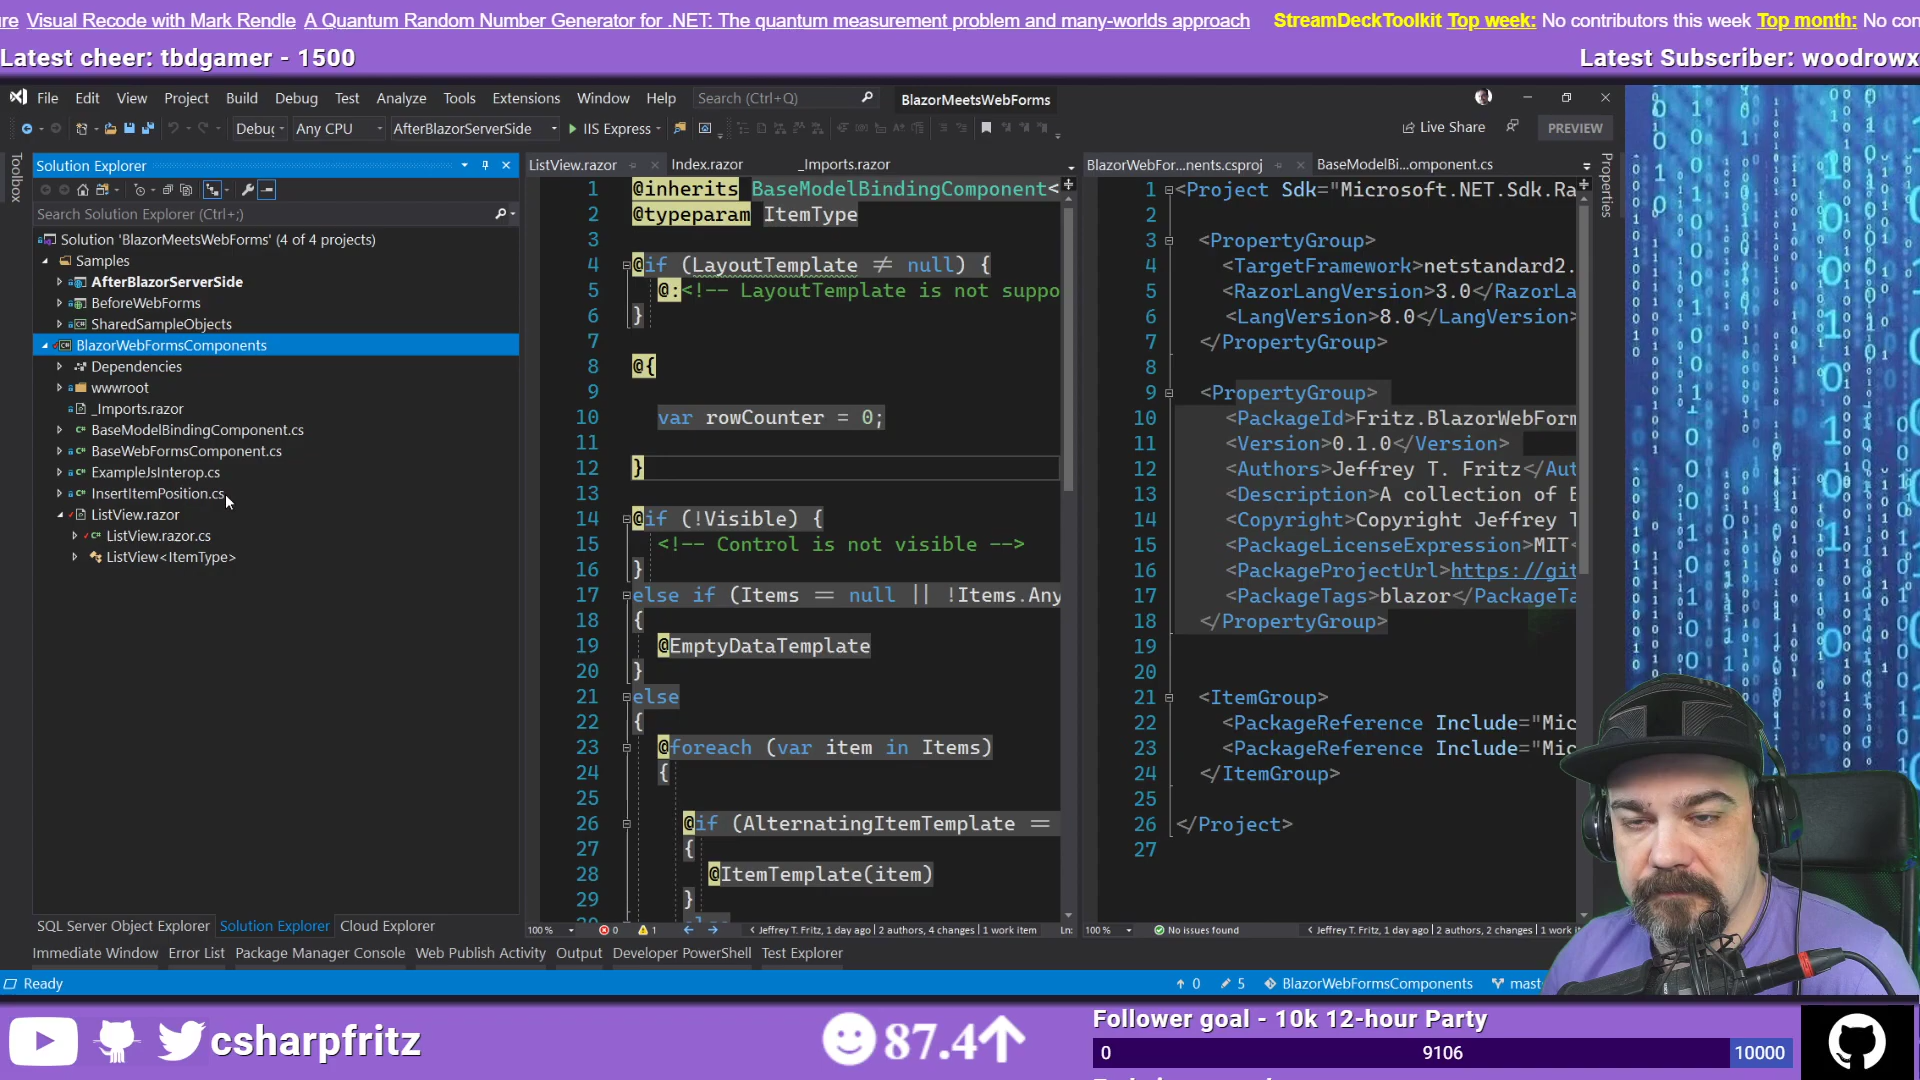 re Visual Recode with Mark Rendle A Quantum Random Number Generator for .NET: The quantum measurement problem and many-worlds approach StreamDeckToolkit Top week: No contributors this week Top month: No con
Latest cheer: tbdgamer - 1500
Latest Subscriber: woodrowx
File Edit View Project Build Debug Test Analyze Tools Extensions Window Help Search (Ctrl+Q) BlazorMeetsWebForms
Debug Any CPU AfterBlazorServerSide IIS Express Live Share PREVIEW
Toolbox
Solution Explorer
Search Solution Explorer (Ctrl+;)
Solution 'BlazorMeetsWebForms' (4 of 4 projects)
Samples
AfterBlazorServerSide
BeforeWebForms
SharedSampleObjects
BlazorWebFormsComponents
Dependencies
wwwroot
_Imports.razor
BaseModelBindingComponent.cs
BaseWebFormsComponent.cs
ExampleJsInterop.cs
InsertItemPosition.cs
ListView.razor
ListView.razor.cs
ListView<ItemType>
SQL Server Object Explorer Solution Explorer Cloud Explorer
ListView.razor Index.razor _Imports.razor
1 @inherits BaseModelBindingComponent<
2 @typeparam ItemType
3
4 @if (LayoutTemplate ≠ null) {
5 @:<!-- LayoutTemplate is not suppo
6 }
7
8 @{
9
10 var rowCounter = 0;
11
12 }
13
14 @if (!Visible) {
15 <!-- Control is not visible -->
16 }
17 else if (Items == null || !Items.Any
18 {
19 @EmptyDataTemplate
20 }
21 else
22 {
23 @foreach (var item in Items)
24 {
25
26 @if (AlternatingItemTemplate ==
27 {
28 @ItemTemplate(item)
29 }
100 % 0 1 Jeffrey T. Fritz, 1 day ago | 2 authors, 4 changes | 1 work item Ln:
BlazorWebFor...nents.csproj BaseModelBi...omponent.cs
Properties
1 <Project Sdk="Microsoft.NET.Sdk.Ra
2
3 <PropertyGroup>
4 <TargetFramework>netstandard2.
5 <RazorLangVersion>3.0</RazorLa
6 <LangVersion>8.0</LangVersion>
7 </PropertyGroup>
8
9 <PropertyGroup>
10 <PackageId>Fritz.BlazorWebForm
11 <Version>0.1.0</Version>
12 <Authors>Jeffrey T. Fritz</Aut
13 <Description>A collection of B
14 <Copyright>Copyright Jeffrey T
15 <PackageLicenseExpression>MIT<
16 <PackageProjectUrl>https://git
17 <PackageTags>blazor</PackageTa
18 </PropertyGroup>
19
20
21 <ItemGroup>
22 <PackageReference Include="Mic
23 <PackageReference Include="Mic
24 </ItemGroup>
25
26 </Project>
27
100 % No issues found Jeffrey T. Fritz, 1 day ago | 2 authors, 2 changes | 1 work it
Immediate Window Error List Package Manager Console Web Publish Activity Output Developer PowerShell Test Explorer
Ready 0 5 BlazorWebFormsComponents mast
csharpfritz
87.4
Follower goal - 10k 12-hour Party
0 9106 10000